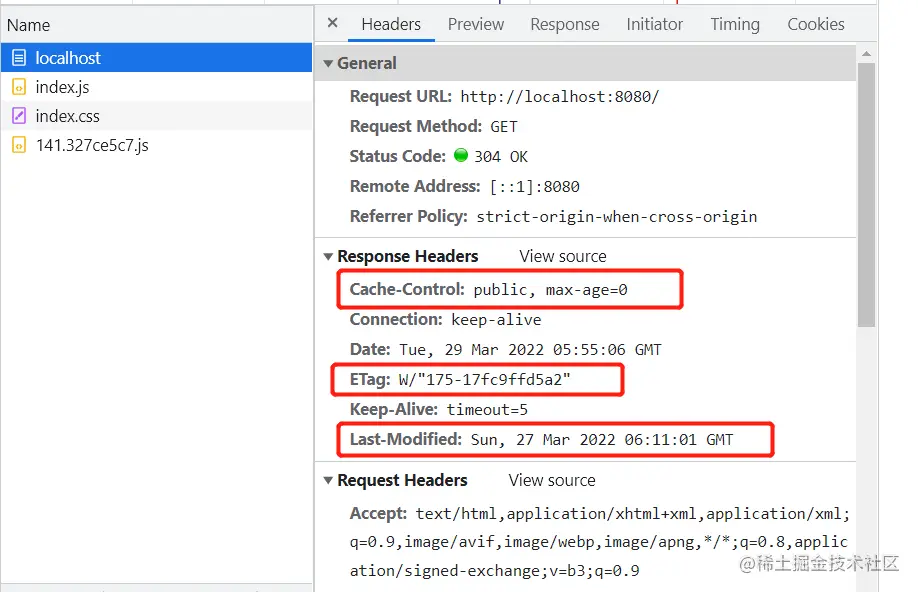 Name
localhost
index.js
index.css
141.327ce5c7.js
× Headers Preview Response Initiator Timing Cookies
General
Request URL: http://localhost:8080/
Request Method: GET
Status Code: 304 OK
Remote Address: [::1]:8080
Referrer Policy: strict-origin-when-cross-origin
Response Headers View source
Cache-Control: public, max-age=0
Connection: keep-alive
Date: Tue, 29 Mar 2022 05:55:06 GMT
ETag: W/"175-17fc9ffd5a2"
Keep-Alive: timeout=5
Last-Modified: Sun, 27 Mar 2022 06:11:01 GMT
Request Headers View source
Accept: text/html,application/xhtml+xml,application/xml;
q=0.9,image/avif,image/webp,image/apng,*/*;q=0.8,applic
ation/signed-exchange;v=b3;q=0.9
@稀土掘金技术社区